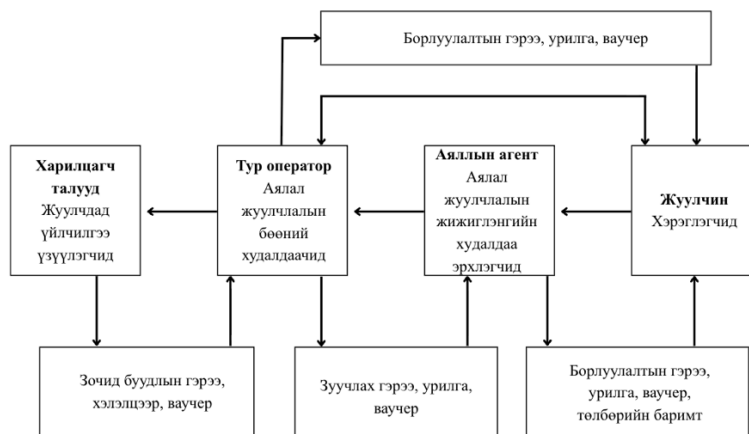 Борлуулалтын гэрээ, урилга, ваучер
Харилцагч
талууд
Жуулчдад
үйлчилгээ
үзүүлэгчид
Тур оператор
Аялал
жуулчлалын
бөөний
худалдаачид
Аяллын агент
Аялал
жуулчлалын
жижиглэнгийн
худалдаа
эрхлэгчид
Жуулчин
Хэрэглэгчид
Зочид буудлын гэрээ,
хэлэлцээр, ваучер
Зуучлах гэрээ, урилга,
ваучер
Борлуулалтын гэрээ,
урилга, ваучер,
төлбөрийн баримт